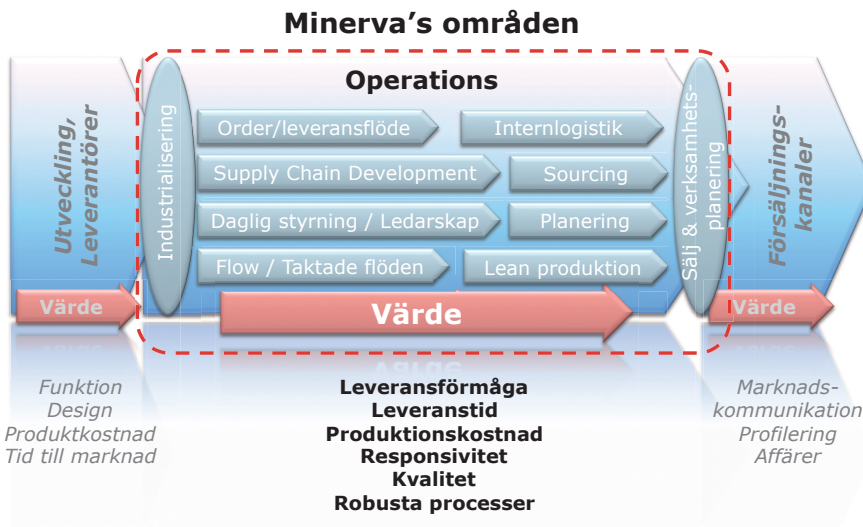 Minerva's områden
Operations
Utveckling,
Leverantörer
Industrialisering
Order/leveransflöde
Internlogistik
Supply Chain Development
Sourcing
Daglig styrning / Ledarskap
Planering
Flow / Taktade flöden
Lean produktion
Sälj & verksamhets-
planering
Försäljnings-
kanaler
Värde
Värde
Värde
Funktion
Design
Produktkostnad
Tid till marknad
Leveransförmåga
Leveranstid
Produktionskostnad
Responsivitet
Kvalitet
Robusta processer
Marknads-
kommunikation
Profilering
Affärer